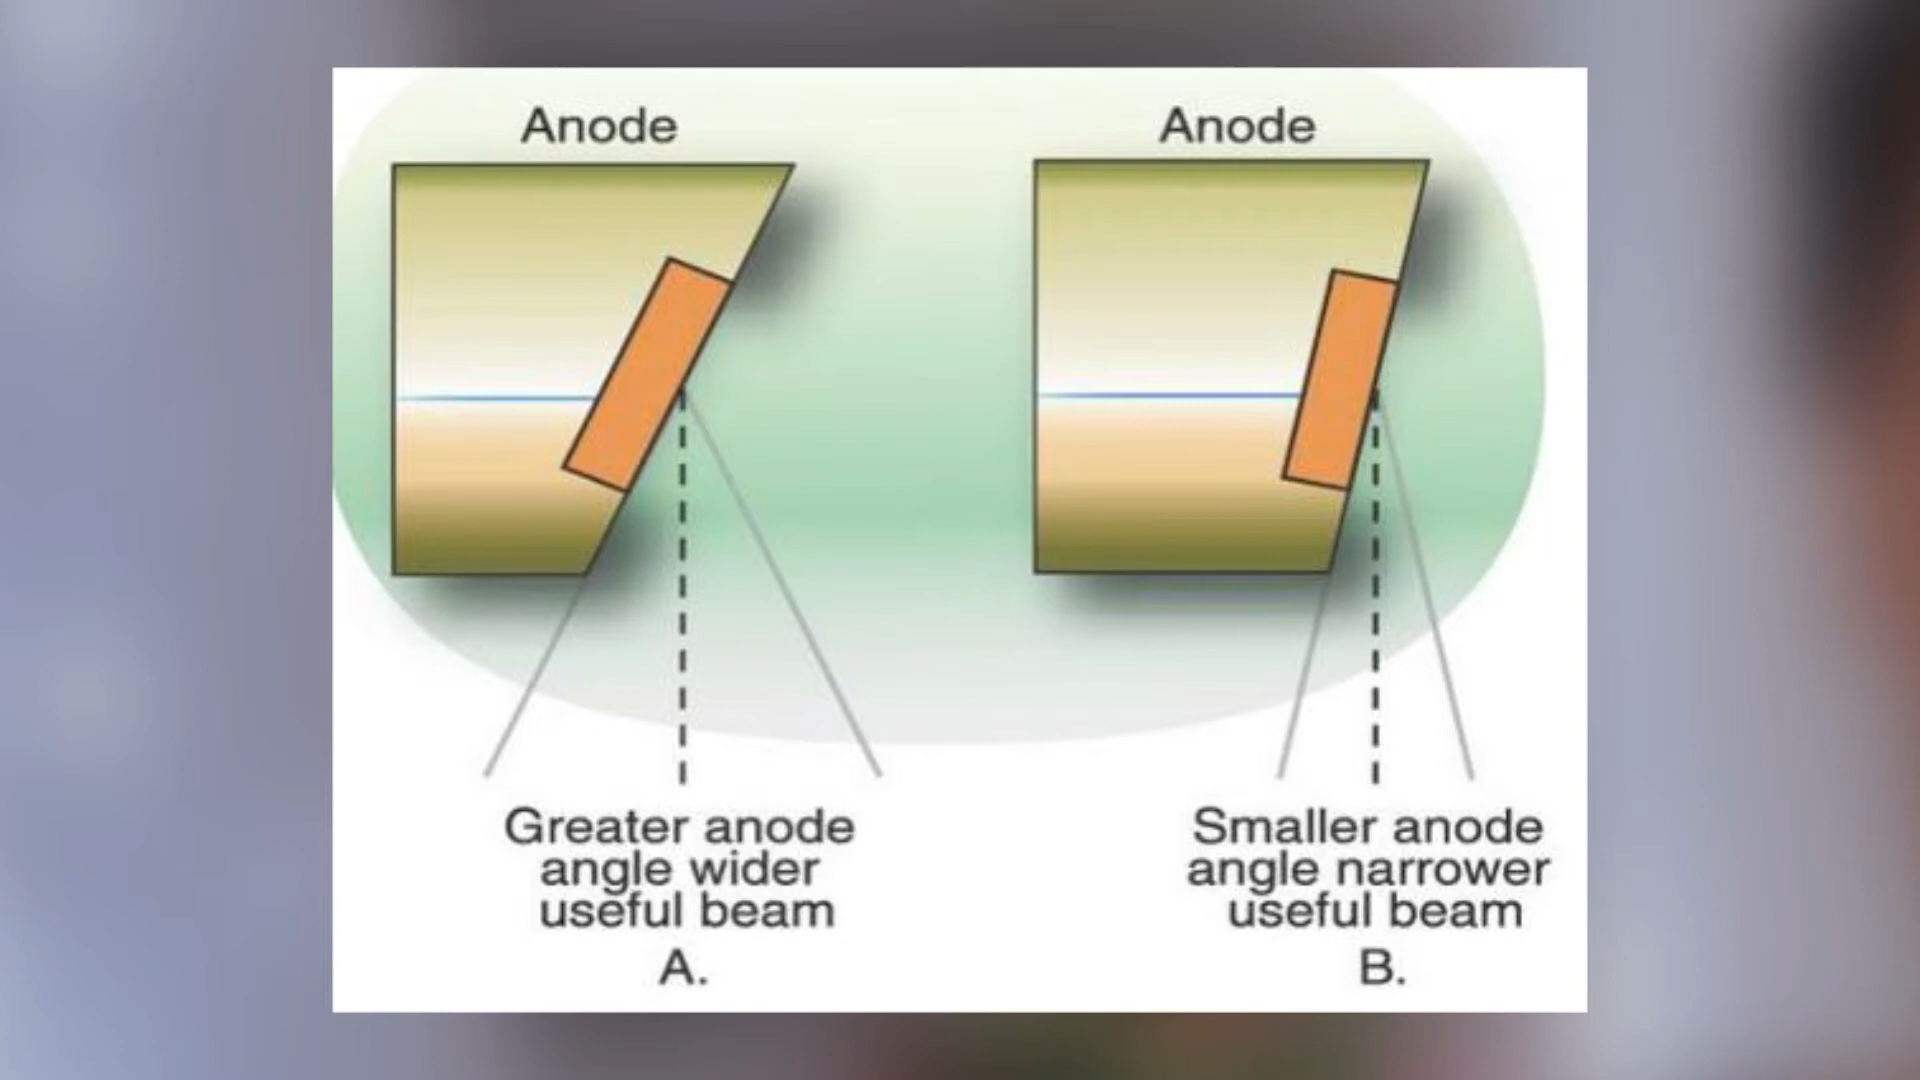 Anode
Greater anode
angle wider
useful beam
A.
Anode
Smaller anode
angle narrower
useful beam
B.